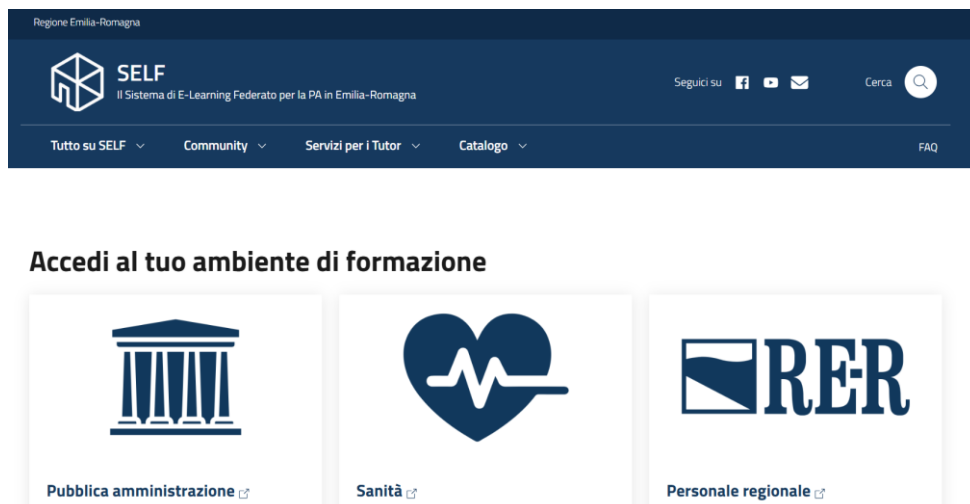 Regione Emilia-Romagna
SELF
Il Sistema di E-Learning Federato per la PA in Emilia-Romagna
Seguici su
Cerca
Tutto su SELF
Community
Servizi per i Tutor
Catalogo
FAQ
Accedi al tuo ambiente di formazione
RER
Pubblica amministrazione
Sanità
Personale regionale